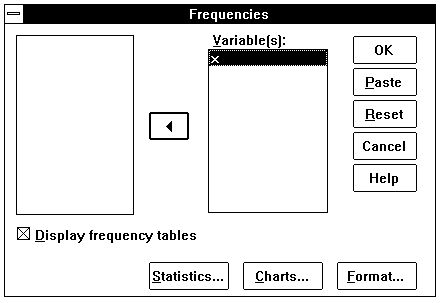 Frequencies
Variable(s):
x
OK
Paste
Reset
Cancel
Help
Display frequency tables
Statistics...
Charts...
Format...